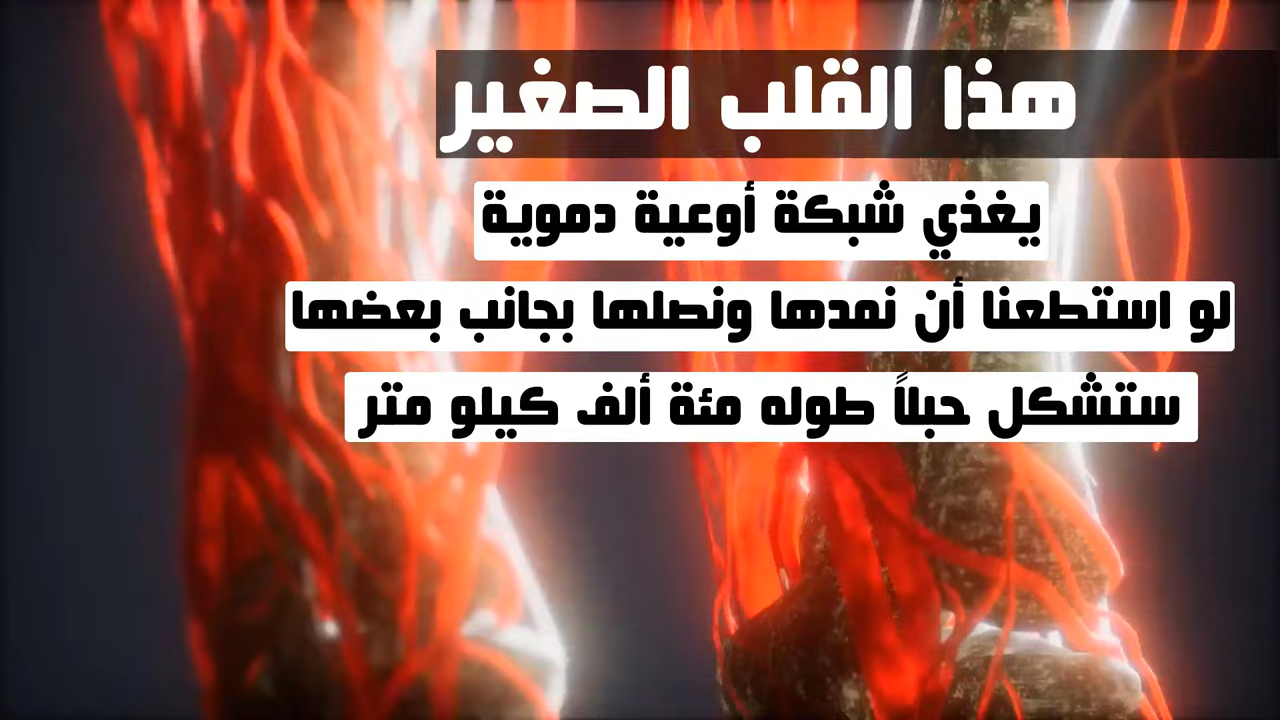 هذا القلب الصغير
يغذي شبكة أوعية دموية
لو استطعنا أن نمدها ونصلها بجانب بعضها
ستشكل حبلاً طوله مئة ألف كيلو متر